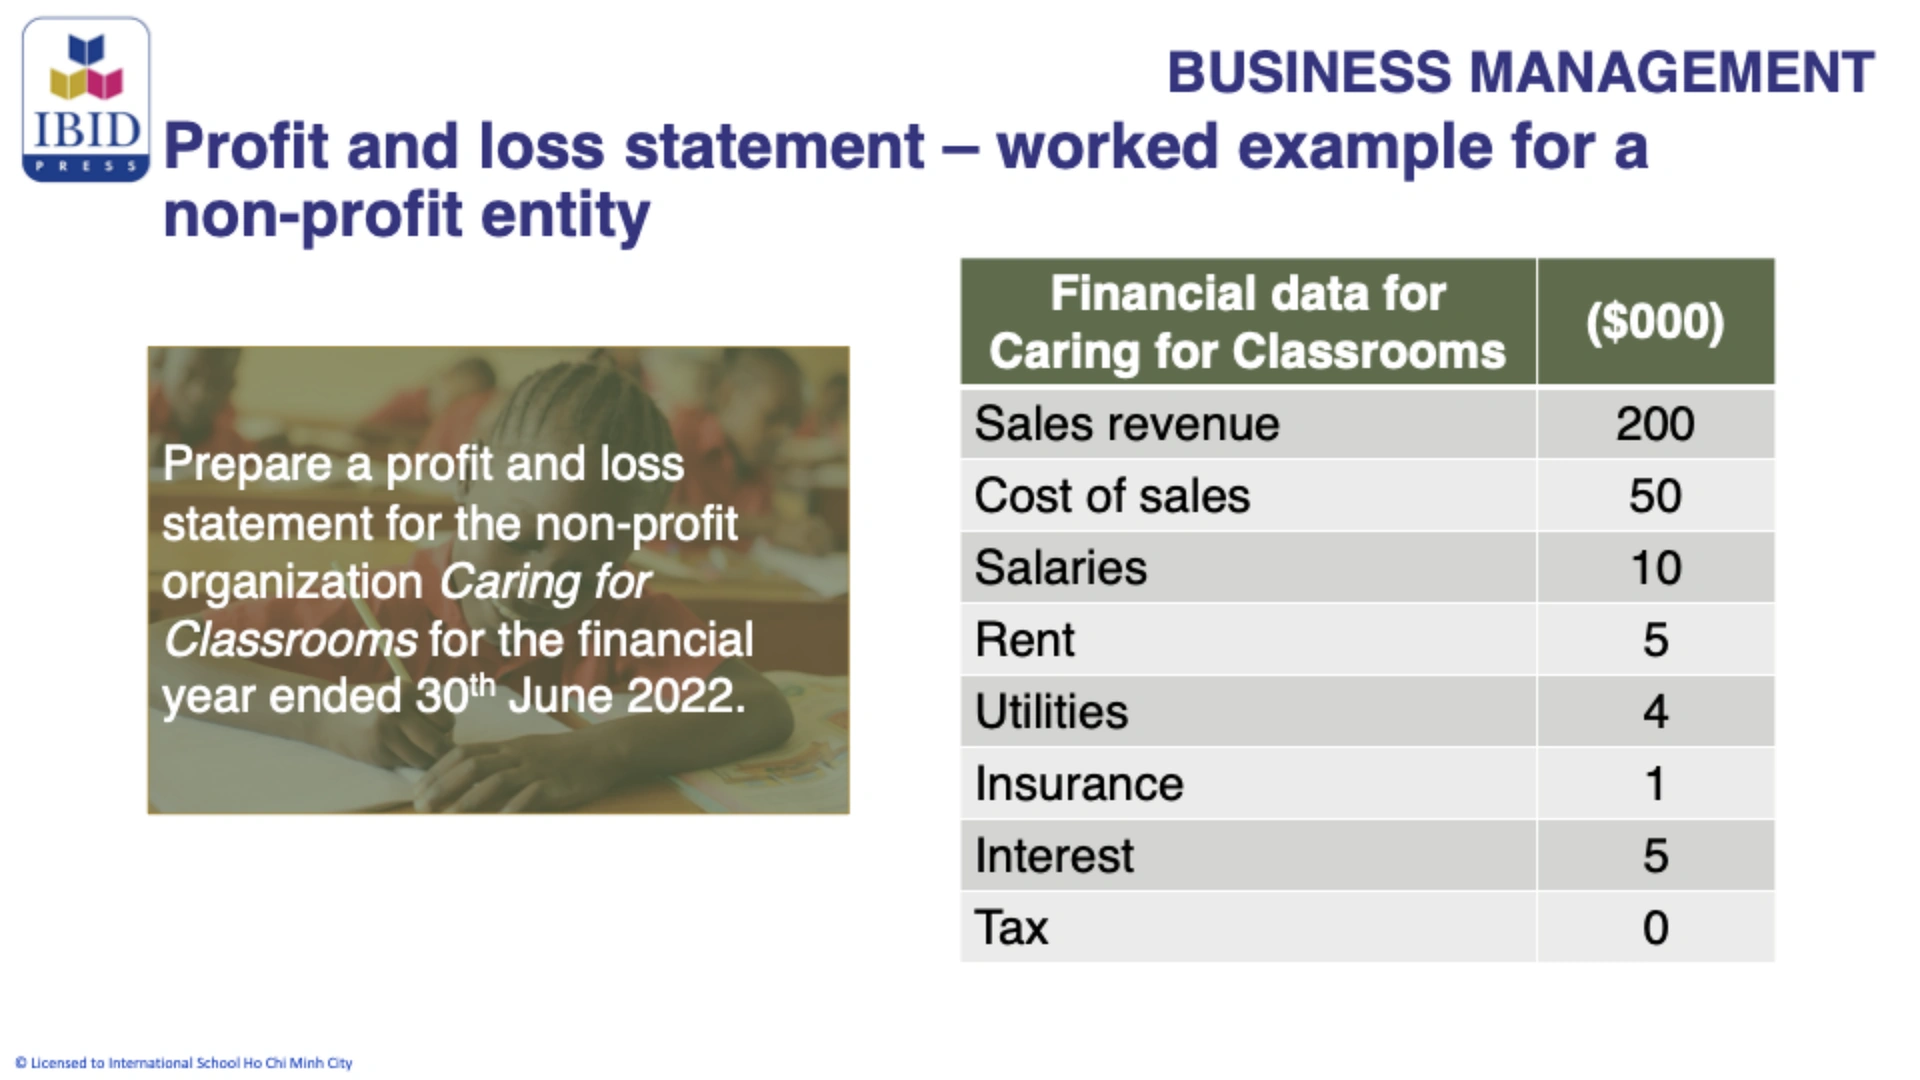 IBID
PRESS
BUSINESS MANAGEMENT
Profit and loss statement – worked example for a
non-profit entity
Prepare a profit and loss
statement for the non-profit
organization Caring for
Classrooms for the financial
year ended 30th June 2022.
Financial data for
Caring for Classrooms
($000)
Sales revenue 200
Cost of sales 50
Salaries 10
Rent 5
Utilities 4
Insurance 1
Interest 5
Tax 0
© Licensed to International School Ho Chi Minh City